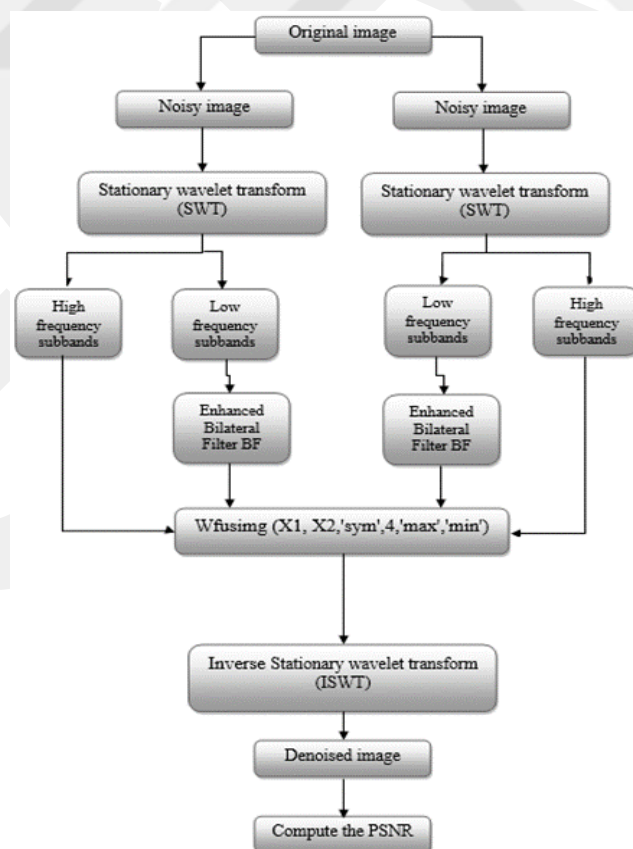 Original image
Noisy image
Noisy image
Stationary wavelet transform
(SWT)
Stationary wavelet transform
(SWT)
High
frequency
subbands
Low
frequency
subbands
Low
frequency
subbands
High
frequency
subbands
Enhanced
Bilateral
Filter BF
Enhanced
Bilateral
Filter BF
Wfusimg (X1, X2,'sym',4,'max','min')
Inverse Stationary wavelet transform
(ISWT)
Denoised image
Compute the PSNR